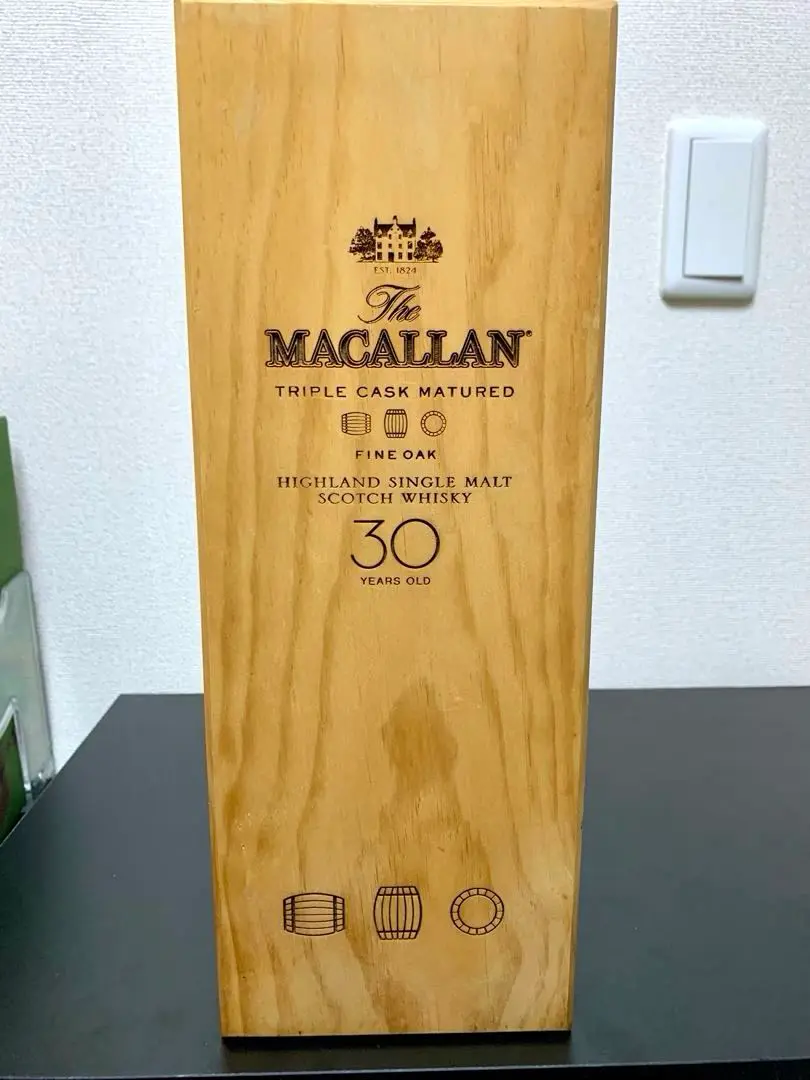 EST. 1824
The
MACALLAN®
TRIPLE CASK MATURED
FINE OAK
HIGHLAND SINGLE MALT
SCOTCH WHISKY
30
YEARS OLD